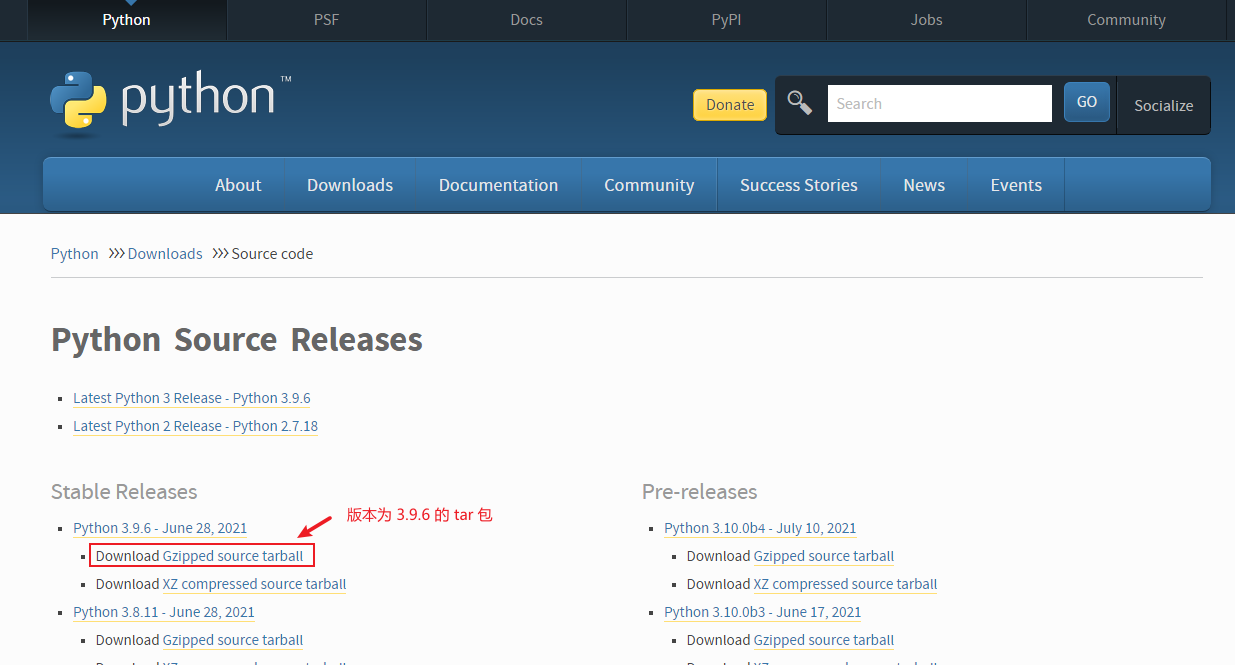 Python PSF Docs PyPI Jobs Community
python™
Donate Search GO Socialize
About Downloads Documentation Community Success Stories News Events
Python >>> Downloads >>> Source code
Python Source Releases
Latest Python 3 Release - Python 3.9.6
Latest Python 2 Release - Python 2.7.18
Stable Releases
Python 3.9.6 - June 28, 2021
版本为 3.9.6 的 tar 包
Download Gzipped source tarball
Download XZ compressed source tarball
Python 3.8.11 - June 28, 2021
Download Gzipped source tarball
Pre-releases
Python 3.10.0b4 - July 10, 2021
Download Gzipped source tarball
Download XZ compressed source tarball
Python 3.10.0b3 - June 17, 2021
Download Gzipped source tarball